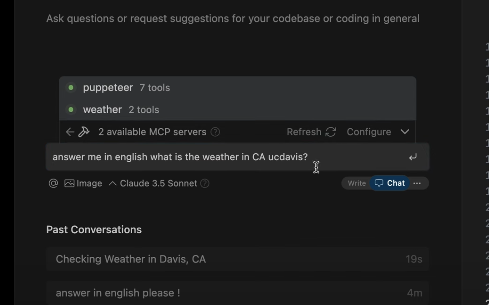 Ask questions or request suggestions for your codebase or coding in general
puppeteer 7 tools
weather 2 tools
2 available MCP servers Refresh Configure
answer me in english what is the weather in CA ucdavis?
@ Image Claude 3.5 Sonnet Write Chat ...
Past Conversations
Checking Weather in Davis, CA 19s
answer in english please ! 4m